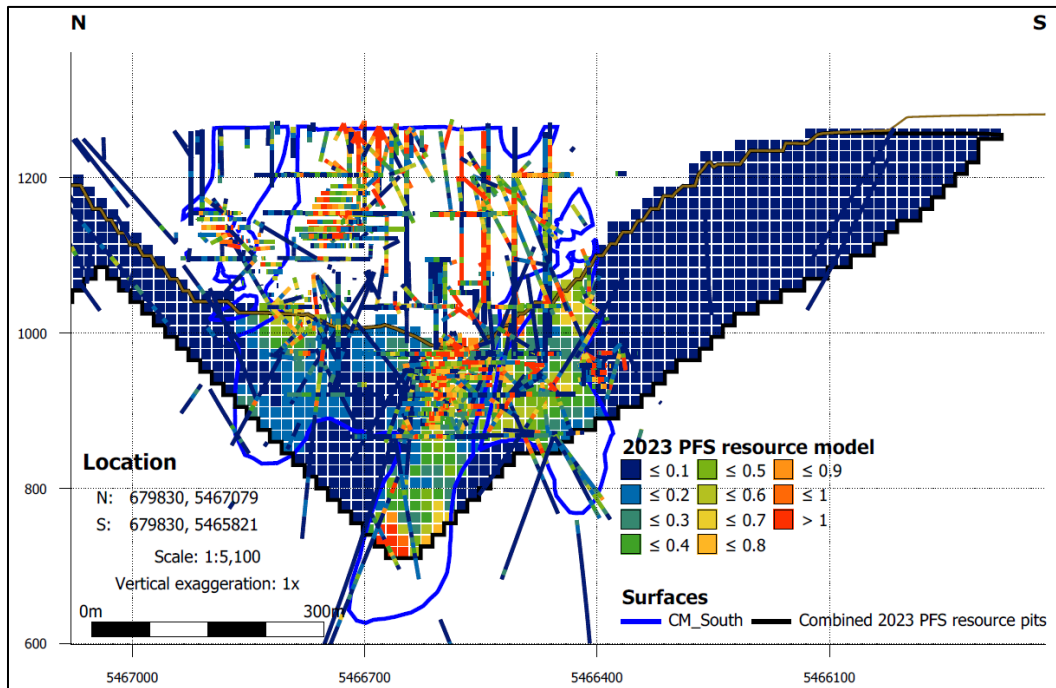 N S
1200
1000
800
600
Location
N: 679830, 5467079
S: 679830, 5465821
Scale: 1:5,100
Vertical exaggeration: 1x
0m 300m
2023 PFS resource model
≤ 0.1 ≤ 0.5 ≤ 0.9
≤ 0.2 ≤ 0.6 ≤ 1
≤ 0.3 ≤ 0.7 > 1
≤ 0.4 ≤ 0.8
Surfaces
CM_South Combined 2023 PFS resource pits
5467000 5466700 5466400 5466100